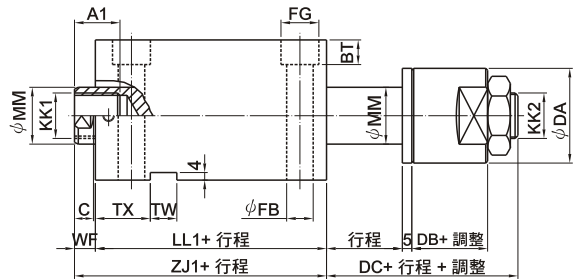 A1
FG
BT
φMM
KK1
φMM
KK2
φDA
4
C
TX
TW
φFB
WF
LL1+ 行程
行程
5
DB+ 調整
ZJ1+ 行程
DC+ 行程 + 調整